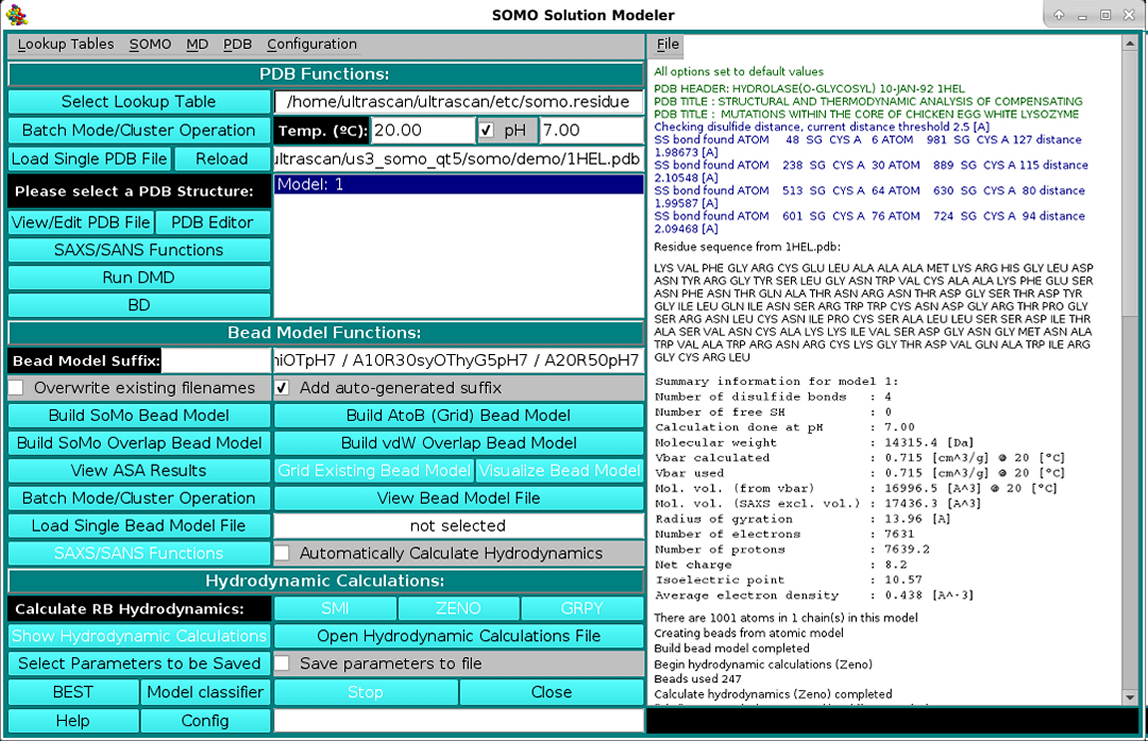 SOMO Solution Modeler
Lookup Tables SOMO MD PDB Configuration
PDB Functions:
Select Lookup Table /home/ultrascan/ultrascan/etc/somo.residue
Batch Mode/Cluster Operation Temp. (ºC): 20.00 pH 7.00
Load Single PDB File Reload ultrascan/us3_somo_qt5/somo/demo/1HEL.pdb
Please select a PDB Structure: Model: 1
View/Edit PDB File PDB Editor
SAXS/SANS Functions
Run DMD
BD
Bead Model Functions:
Bead Model Suffix: hiOTpH7 / A10R30syOThyG5pH7 / A20R50pH7
Overwrite existing filenames Add auto-generated suffix
Build SoMo Bead Model Build AtoB (Grid) Bead Model
Build SoMo Overlap Bead Model Build vdW Overlap Bead Model
View ASA Results Grid Existing Bead Model Visualize Bead Model
Batch Mode/Cluster Operation View Bead Model File
Load Single Bead Model File not selected
SAXS/SANS Functions Automatically Calculate Hydrodynamics
Hydrodynamic Calculations:
Calculate RB Hydrodynamics: SMI ZENO GRPY
Show Hydrodynamic Calculations Open Hydrodynamic Calculations File
Select Parameters to be Saved Save parameters to file
BEST Model classifier Stop Close
Help Config
File
All options set to default values
PDB HEADER: HYDROLASE(O-GLYCOSYL) 10-JAN-92 1HEL
PDB TITLE : STRUCTURAL AND THERMODYNAMIC ANALYSIS OF COMPENSATING
PDB TITLE : MUTATIONS WITHIN THE CORE OF CHICKEN EGG WHITE LYSOZYME
Checking disulfide distance, current distance threshold 2.5 [A]
SS bond found ATOM 48 SG CYS A 6 ATOM 981 SG CYS A 127 distance
1.98673 [A]
SS bond found ATOM 238 SG CYS A 30 ATOM 889 SG CYS A 115 distance
2.10548 [A]
SS bond found ATOM 513 SG CYS A 64 ATOM 630 SG CYS A 80 distance
1.99587 [A]
SS bond found ATOM 601 SG CYS A 76 ATOM 724 SG CYS A 94 distance
2.09468 [A]
Residue sequence from 1HEL.pdb:
LYS VAL PHE GLY ARG CYS GLU LEU ALA ALA ALA MET LYS ARG HIS GLY LEU ASP
ASN TYR ARG GLY TYR SER LEU GLY ASN TRP VAL CYS ALA ALA LYS PHE GLU SER
ASN PHE ASN THR GLN ALA THR ASN ARG ASN THR ASP GLY SER THR ASP TYR
GLY ILE LEU GLN ILE ASN SER ARG TRP TRP CYS ASN ASP GLY ARG THR PRO GLY
SER ARG ASN LEU CYS ASN ILE PRO CYS SER ALA LEU LEU SER SER ASP ILE THR
ALA SER VAL ASN CYS ALA LYS LYS ILE VAL SER ASP GLY ASN GLY MET ASN ALA
TRP VAL ALA TRP ARG ASN ARG CYS LYS GLY THR ASP VAL GLN ALA TRP ILE ARG
GLY CYS ARG LEU
Summary information for model 1:
Number of disulfide bonds : 4
Number of free SH : 0
Calculation done at pH : 7.00
Molecular weight : 14315.4 [Da]
Vbar calculated : 0.715 [cm^3/g] @ 20 [°C]
Vbar used : 0.715 [cm^3/g] @ 20 [°C]
Mol. vol. (from vbar) : 16996.5 [A^3] @ 20 [°C]
Mol. vol. (SAXS excl. vol.) : 17436.3 [A^3]
Radius of gyration : 13.96 [A]
Number of electrons : 7631
Number of protons : 7639.2
Net charge : 8.2
Isoelectric point : 10.57
Average electron density : 0.438 [A^-3]
There are 1001 atoms in 1 chain(s) in this model
Creating beads from atomic model
Build bead model completed
Begin hydrodynamic calculations (Zeno)
Beads used 247
Calculate hydrodynamics (Zeno) completed